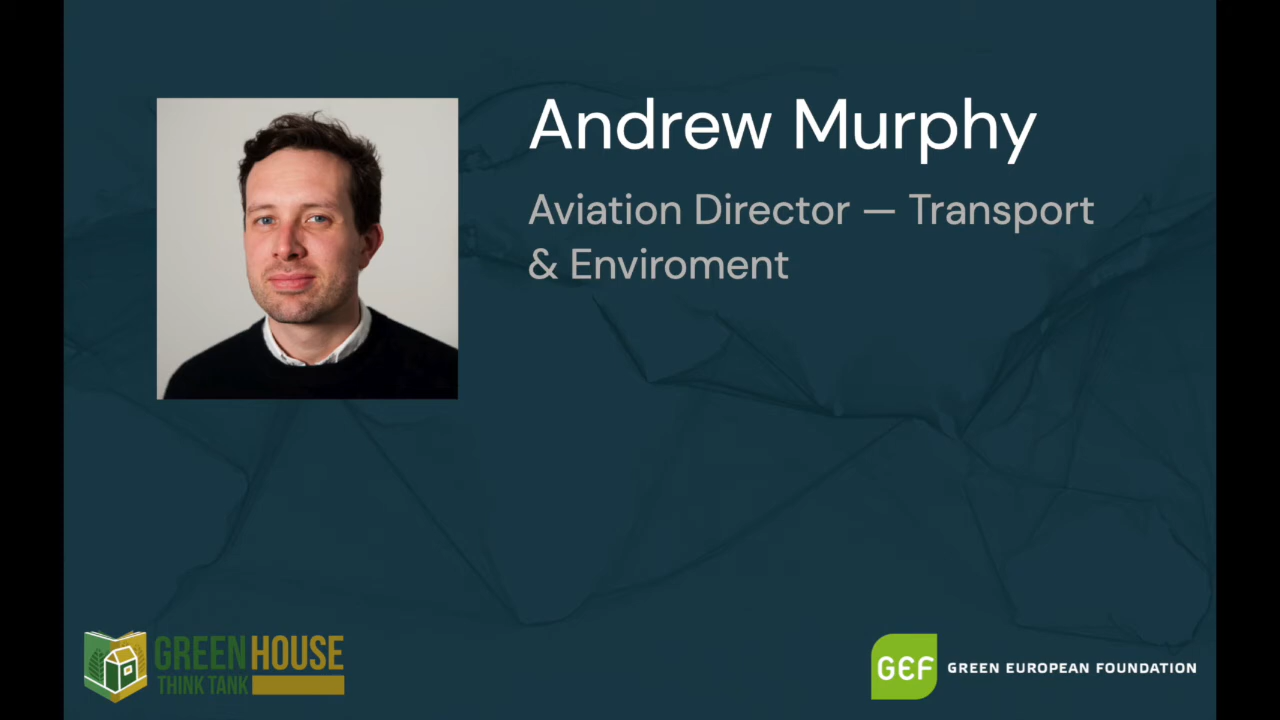 Andrew Murphy
Aviation Director — Transport
& Enviroment
GREEN HOUSE
THINK TANK
GEF GREEN EUROPEAN FOUNDATION